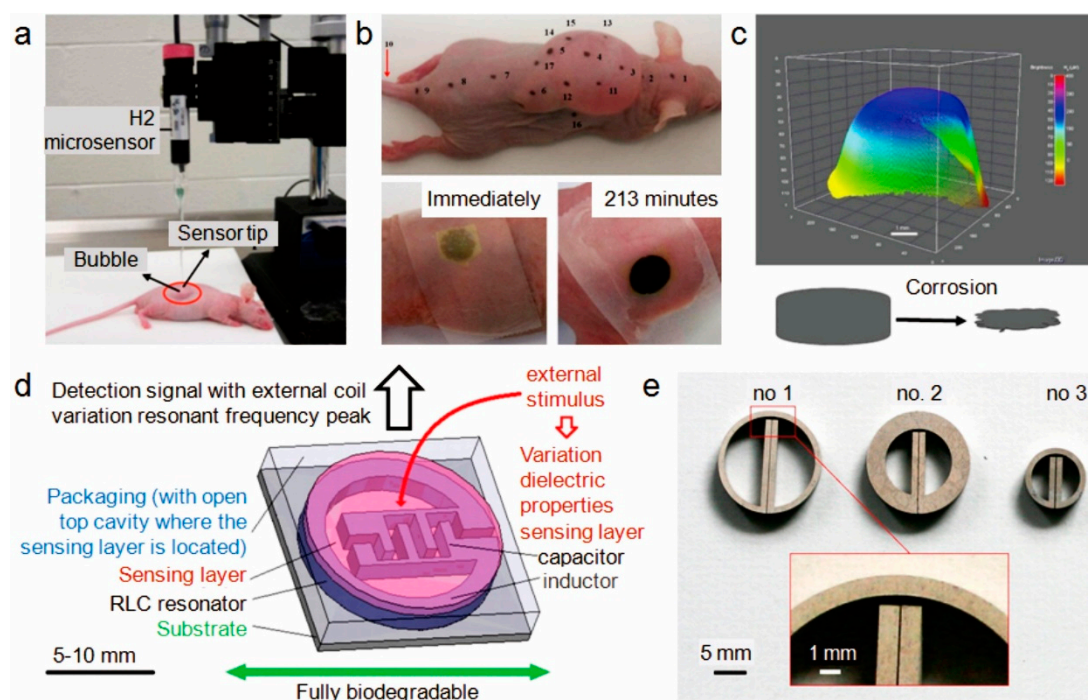 a
H2
microsensor
Sensor tip
Bubble
b
10
15
13
14
5
4
17
3
2
1
8
7
9
6
12
11
16
Immediately
213 minutes
c
1 mm
Corrosion
d
Detection signal with external coil
variation resonant frequency peak
external
stimulus
Variation
dielectric
properties
sensing layer
Packaging (with open
top cavity where the
sensing layer is located)
capacitor
Sensing layer
inductor
RLC resonator
Substrate
5-10 mm
Fully biodegradable
e
no 1
no. 2
no 3
5 mm
1 mm